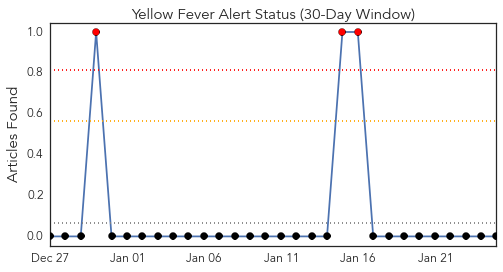 Yellow Fever Alert Status (30-Day Window)
Articles Found
1.0
0.8
0.6
0.4
0.2
0.0
Dec 27 Jan 01 Jan 06 Jan 11 Jan 16 Jan 21